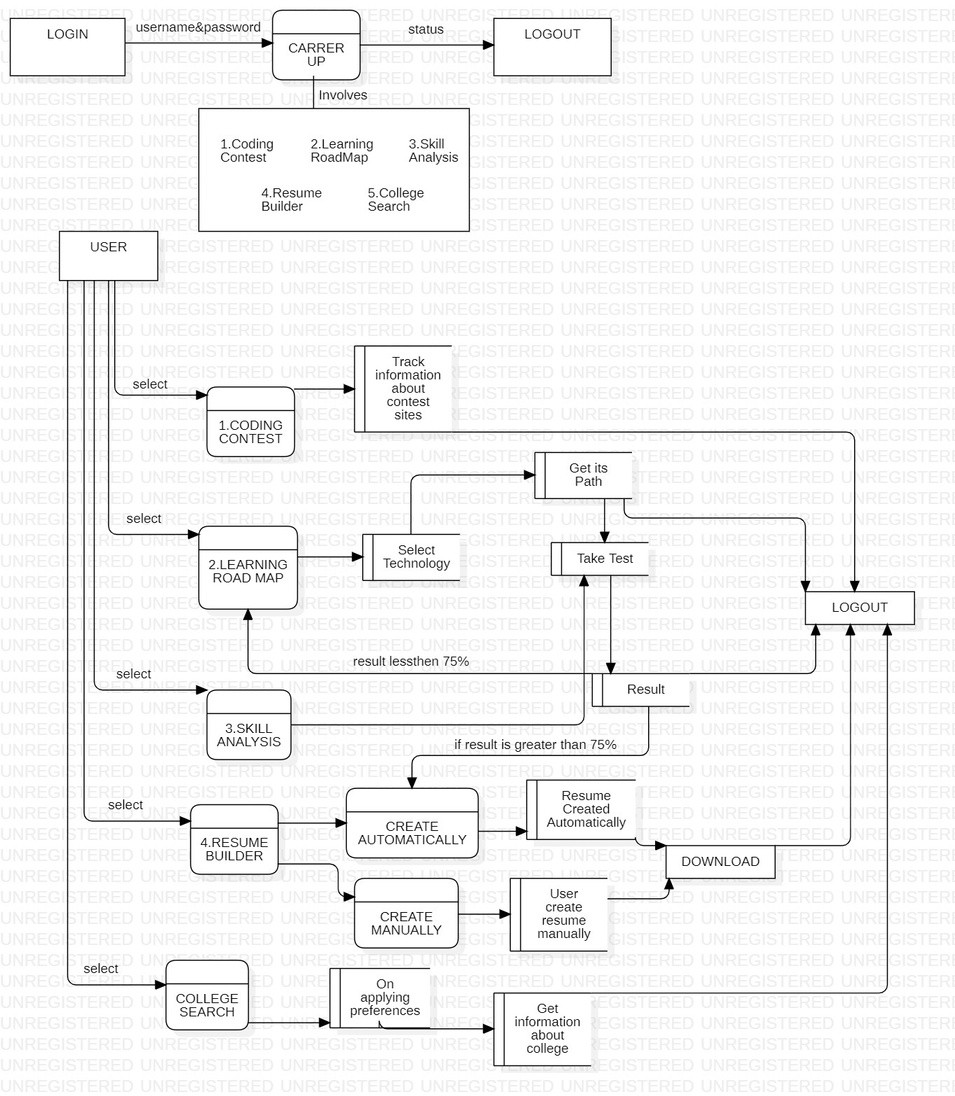 LOGIN
username&password
CARRER
UP
status
LOGOUT
Involves
1.Coding
Contest
2.Learning
RoadMap
3.Skill
Analysis
4.Resume
Builder
5.College
Search
USER
select
1.CODING
CONTEST
Track
information
about
contest
sites
select
2.LEARNING
ROAD MAP
Select
Technology
Get its
Path
Take Test
LOGOUT
result lessthen 75%
select
3.SKILL
ANALYSIS
Result
if result is greater than 75%
select
4.RESUME
BUILDER
CREATE
AUTOMATICALLY
Resume
Created
Automatically
DOWNLOAD
CREATE
MANUALLY
User
create
resume
manually
select
COLLEGE
SEARCH
On
applying
preferences
Get
information
about
college
UNREGISTERED